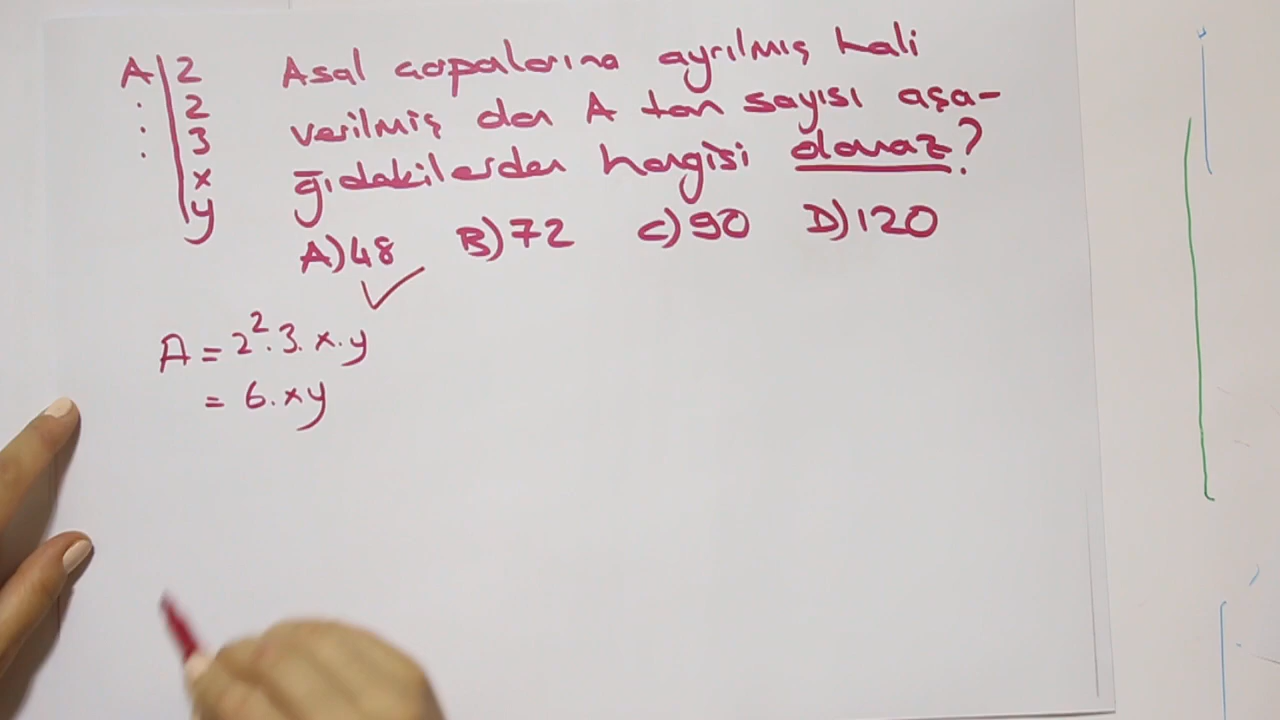 A | 2
. | 2
. | 3
. | x
y
Asal çarpanlarına ayrılmış hali
verilmiş olan A tam sayısı aşa-
ğıdakilerden hangisi olamaz?
A) 48 B) 72 C) 90 D) 120
A = 2².3.x.y
= 6.xy